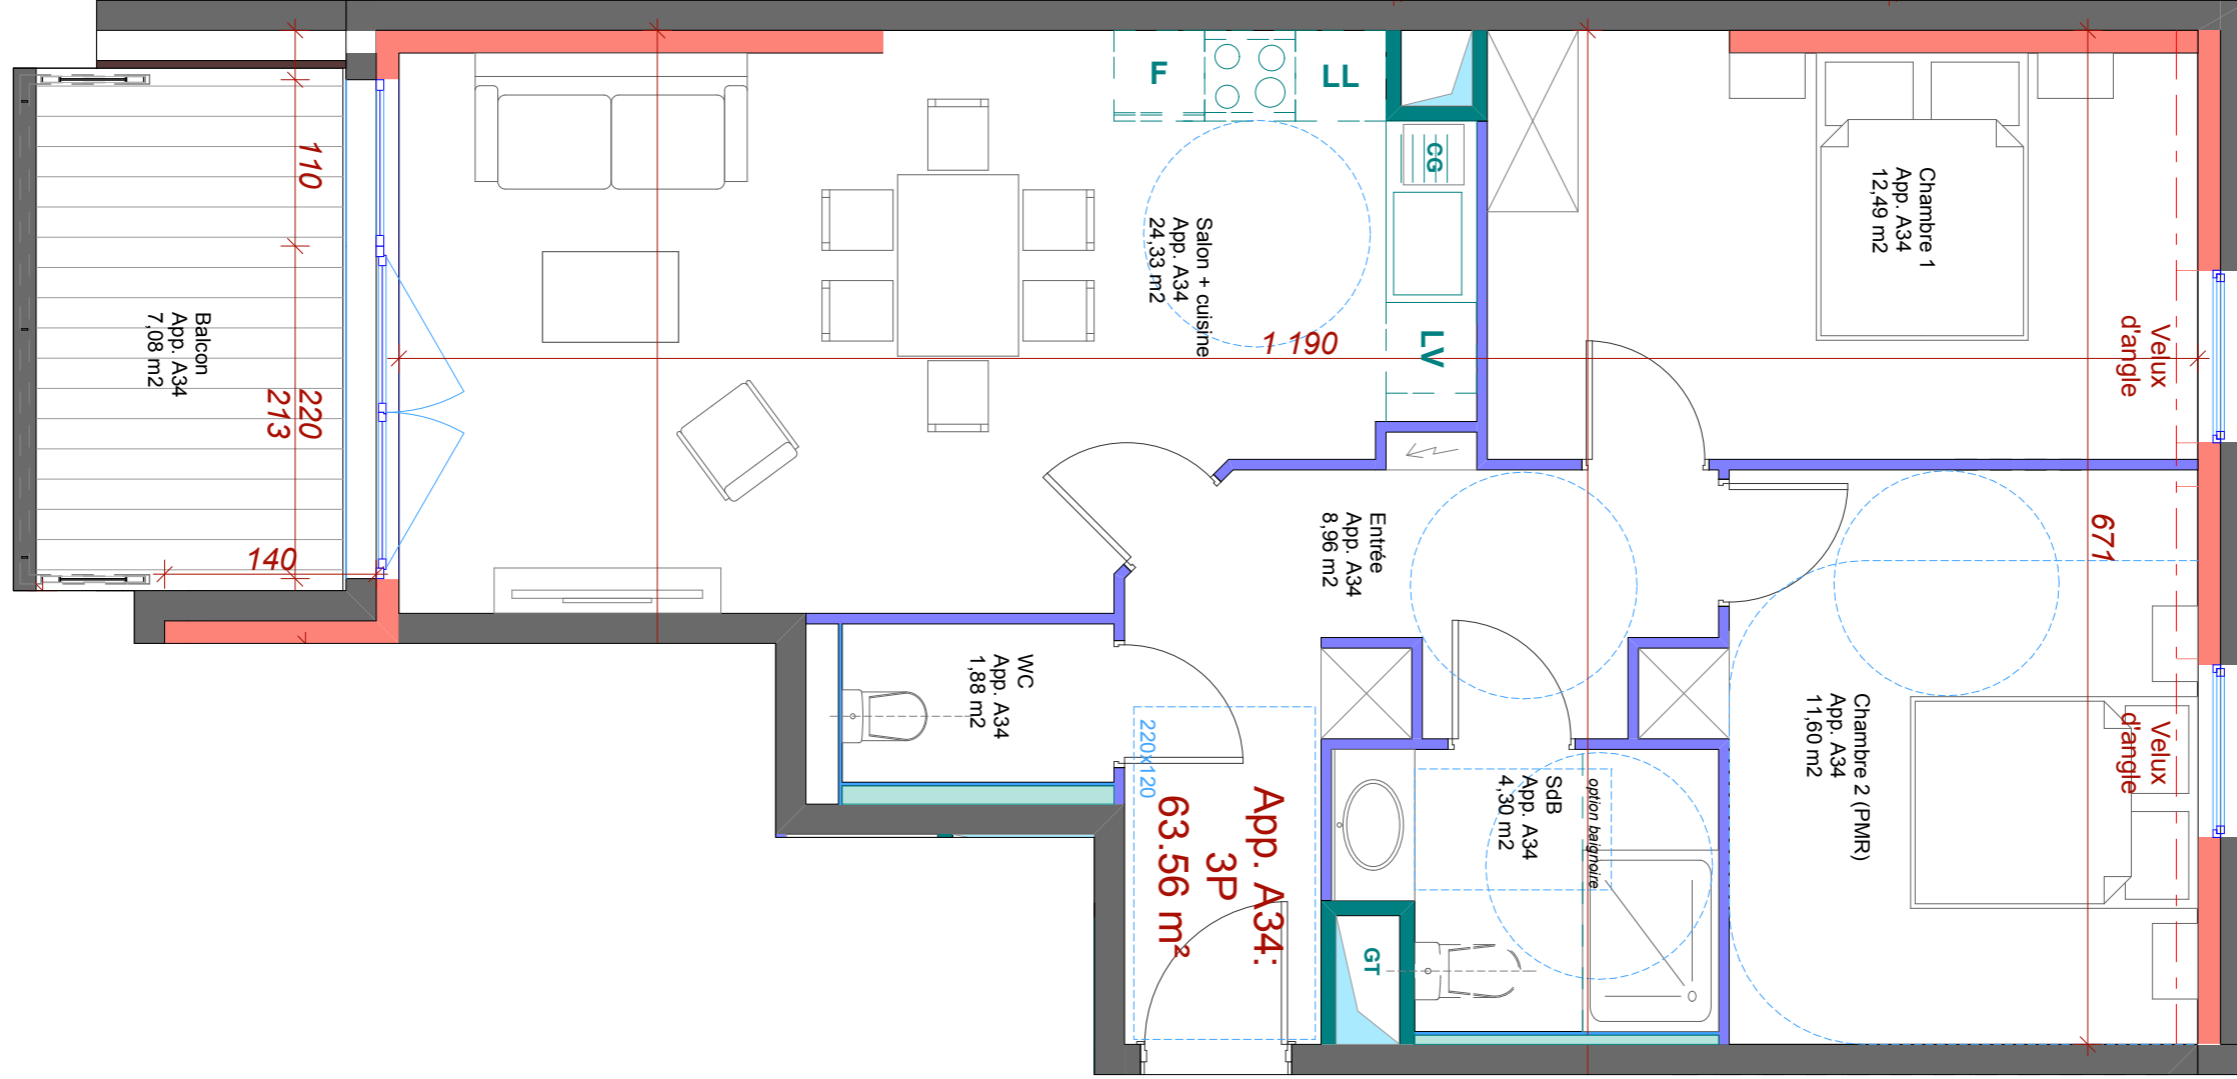 110
220
213
140
Balcon
App. A34
7,08 m2
F
LL
CG
LV
Salon + cuisine
App. A34
24,33 m2
1 190
Chambre 1
App. A34
12,49 m2
Velux
d'angle
671
Entrée
App. A34
8,96 m2
WC
App. A34
1,88 m2
220x120
App. A34:
3P
63.56 m²
SdB
App. A34
4,30 m2
option baignoire
GT
Chambre 2 (PMR)
App. A34
11,60 m2
Velux
d'angle